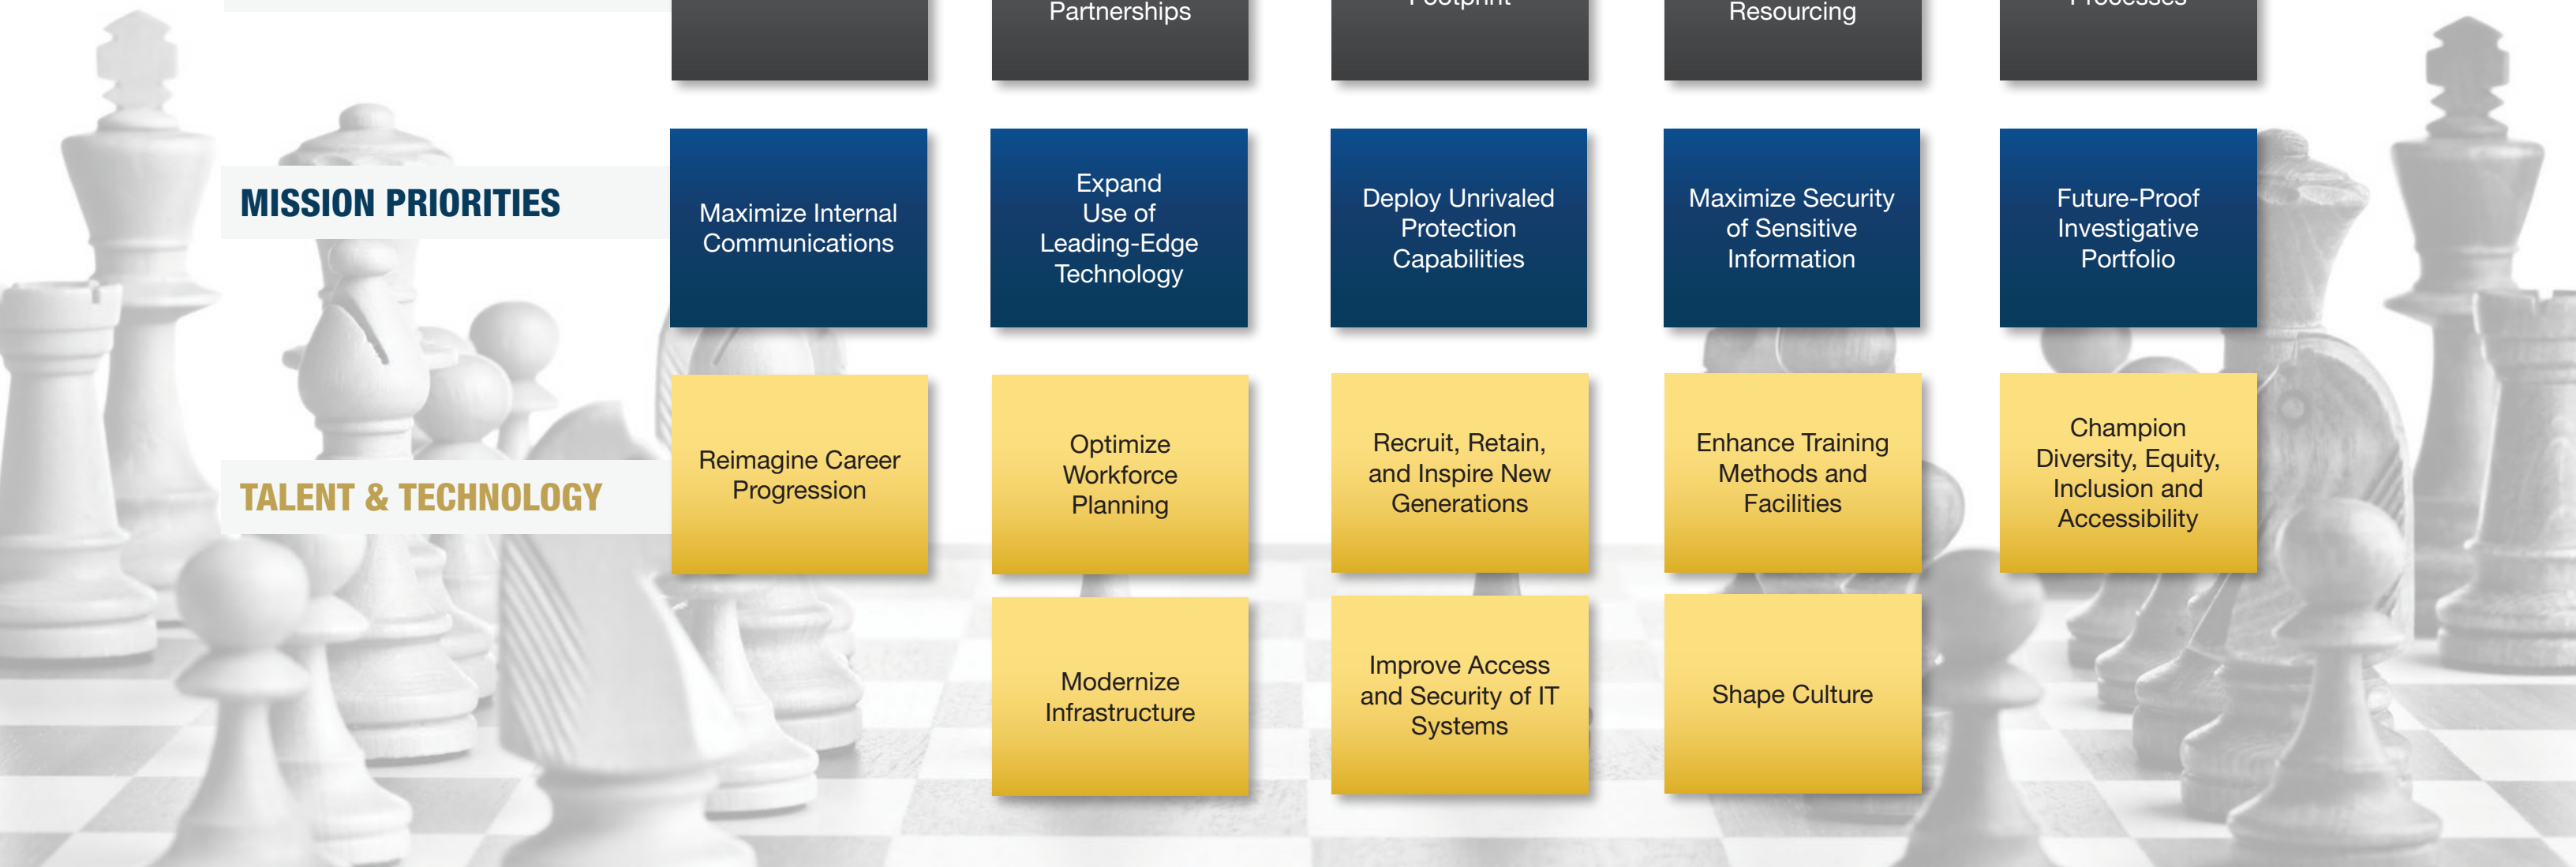 Partnerships
Footprint
Resourcing
Processes
MISSION PRIORITIES
Maximize Internal
Communications
Expand
Use of
Leading-Edge
Technology
Deploy Unrivaled
Protection
Capabilities
Maximize Security
of Sensitive
Information
Future-Proof
Investigative
Portfolio
TALENT & TECHNOLOGY
Reimagine Career
Progression
Optimize
Workforce
Planning
Recruit, Retain,
and Inspire New
Generations
Enhance Training
Methods and
Facilities
Champion
Diversity, Equity,
Inclusion and
Accessibility
Modernize
Infrastructure
Improve Access
and Security of IT
Systems
Shape Culture